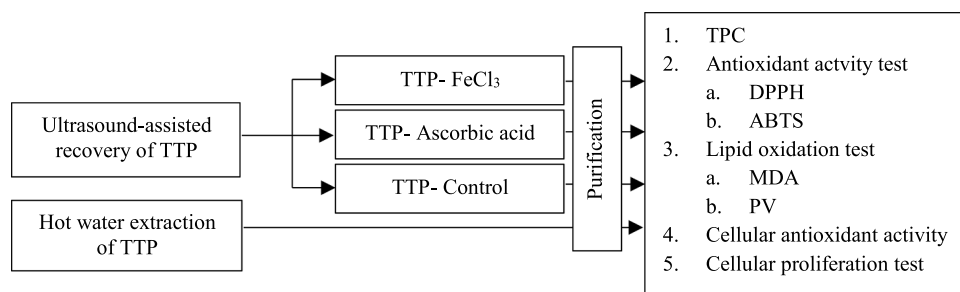 Ultrasound-assisted
recovery of TTP
Hot water extraction
of TTP
TTP- FeCl₃
TTP- Ascorbic acid
TTP- Control
Purification
1. TPC
2. Antioxidant actvity test
a. DPPH
b. ABTS
3. Lipid oxidation test
a. MDA
b. PV
4. Cellular antioxidant activity
5. Cellular proliferation test